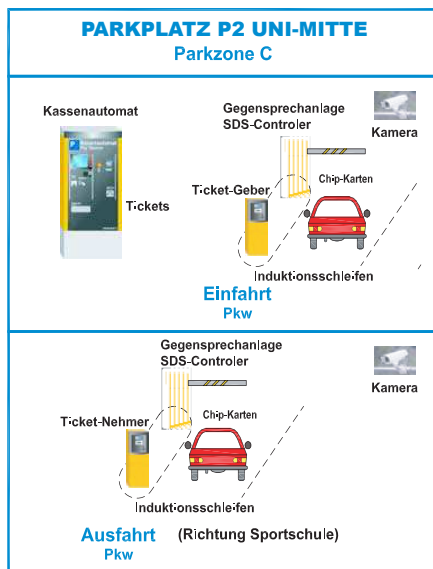 PARKPLATZ P2 UNI-MITTE
Parkzone C
Kassenautomat
Tickets
Gegensprechanlage
SDS-Controler
Kamera
Chip-Karten
Ticket-Geber
Induktionsschleifen
Einfahrt
Pkw
Gegensprechanlage
SDS-Controler
Kamera
Chip-Karten
Ticket-Nehmer
Induktionsschleifen
Ausfahrt (Richtung Sportschule)
Pkw